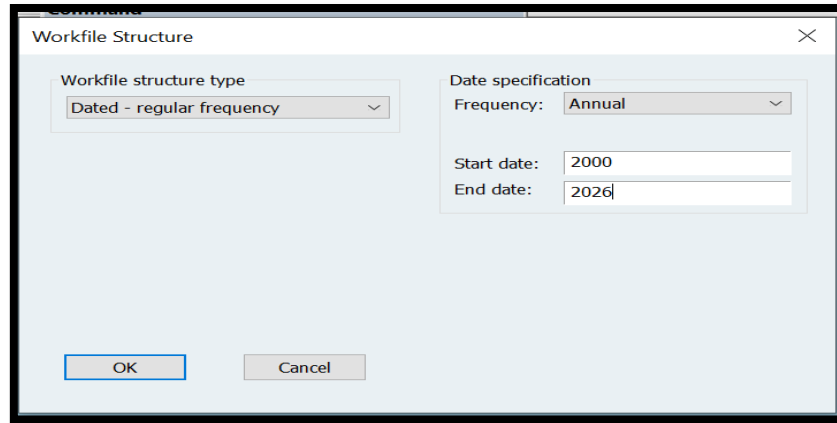 Command
Workfile Structure
Workfile structure type
Dated - regular frequency
Date specification
Frequency: Annual
Start date: 2000
End date: 2026
OK
Cancel